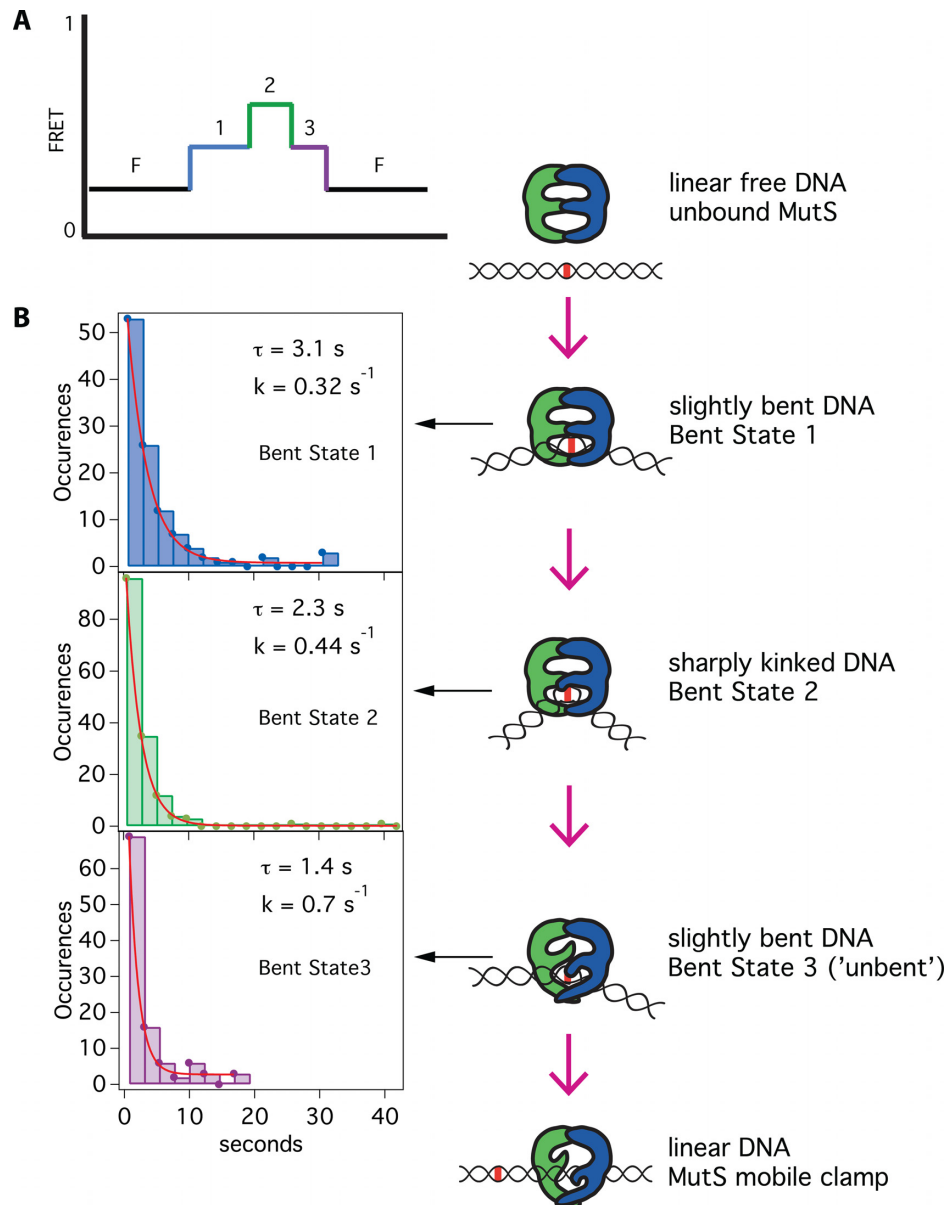 A
1
FRET
0
F
1
2
3
F
linear free DNA
unbound MutS
B
50
40
30
20
10
0
Occurences
τ = 3.1 s
k = 0.32 s⁻¹
Bent State 1
slightly bent DNA
Bent State 1
80
60
40
20
0
Occurences
τ = 2.3 s
k = 0.44 s⁻¹
Bent State 2
sharply kinked DNA
Bent State 2
60
50
40
30
20
10
0
Occurences
τ = 1.4 s
k = 0.7 s⁻¹
Bent State3
slightly bent DNA
Bent State 3 ('unbent')
0
10
20
30
40
seconds
linear DNA
MutS mobile clamp